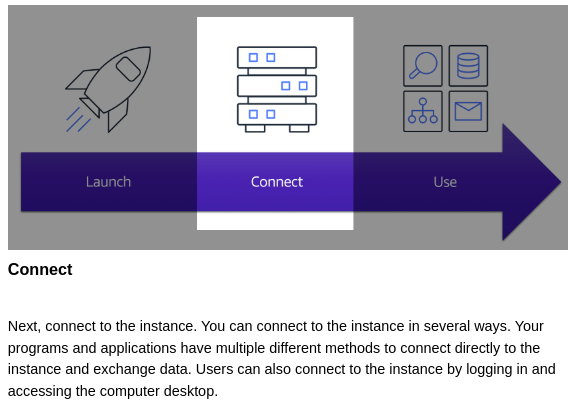 Launch
Connect
Use
Connect
Next, connect to the instance. You can connect to the instance in several ways. Your
programs and applications have multiple different methods to connect directly to the
instance and exchange data. Users can also connect to the instance by logging in and
accessing the computer desktop.